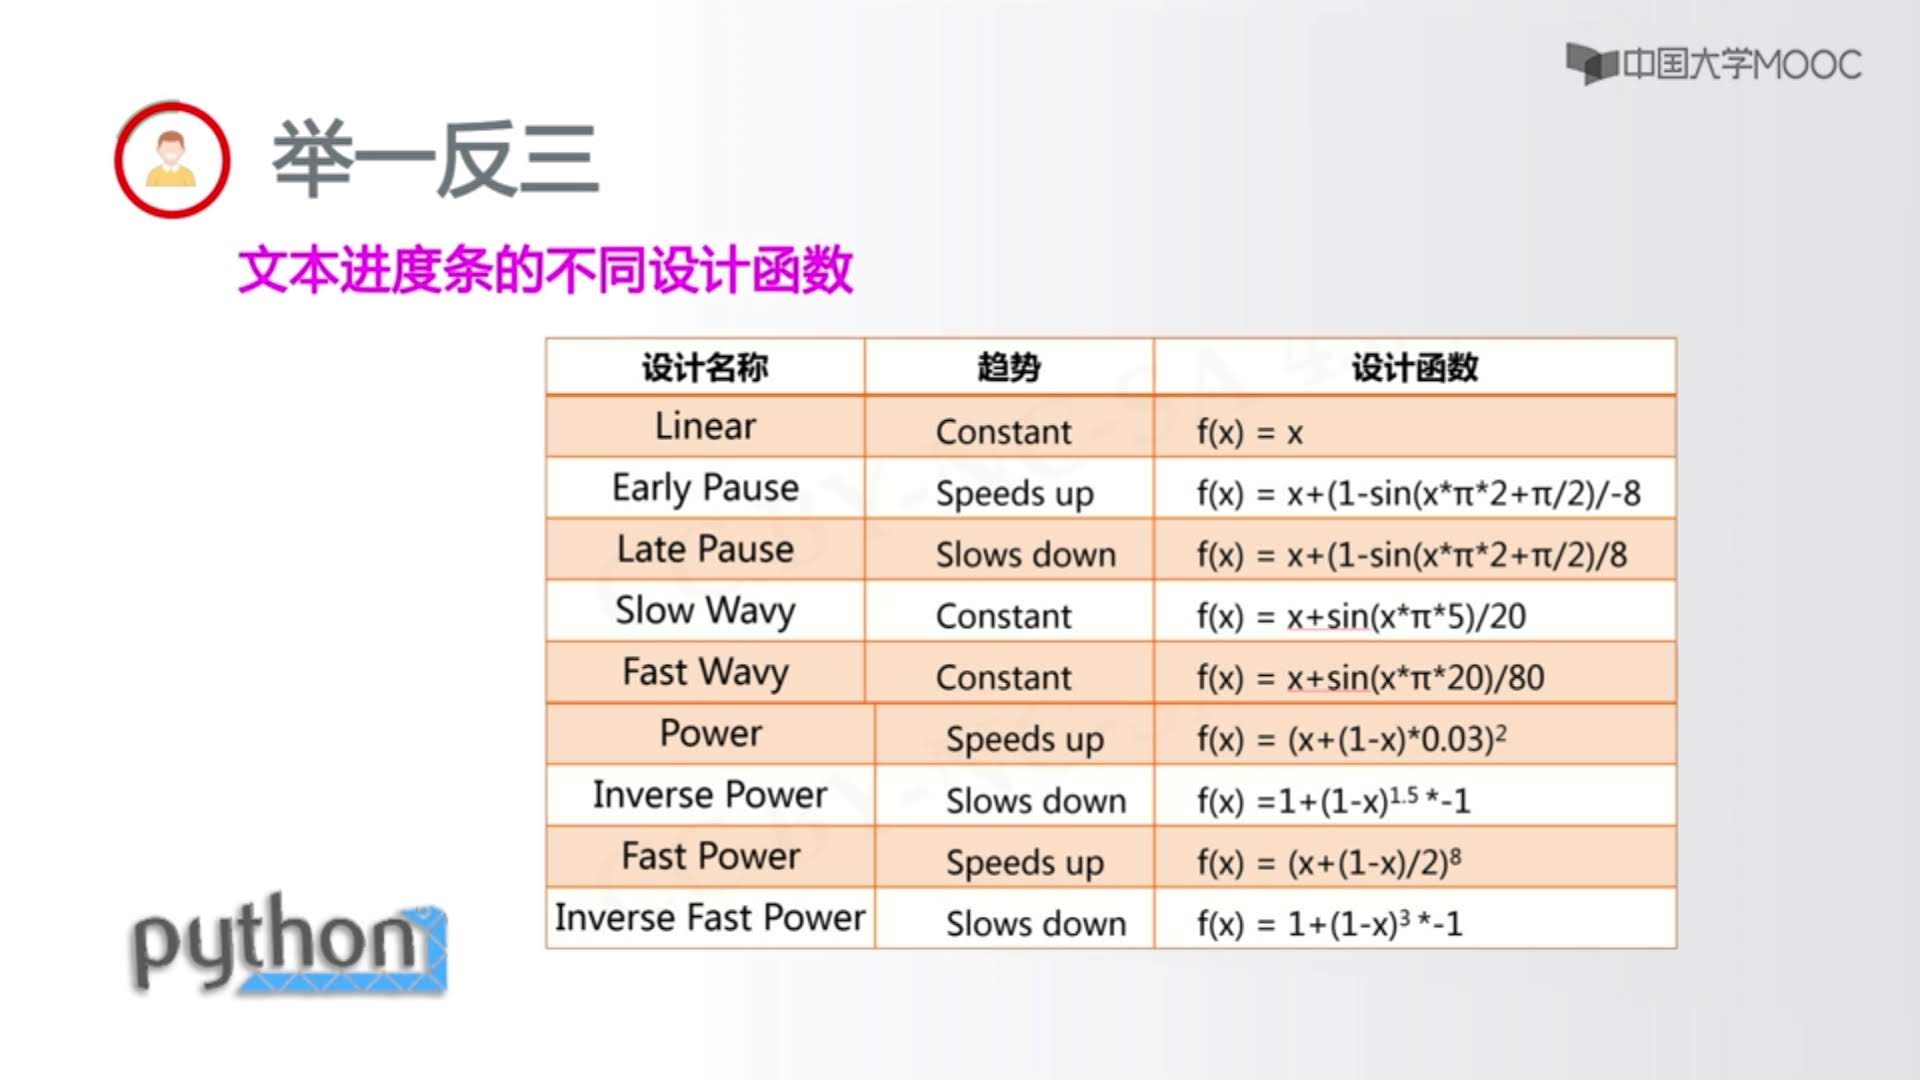 中国大学MOOC
举一反三
文本进度条的不同设计函数
设计名称 趋势 设计函数
Linear Constant f(x) = x
Early Pause Speeds up f(x) = x+(1-sin(x*π*2+π/2)/-8
Late Pause Slows down f(x) = x+(1-sin(x*π*2+π/2)/8
Slow Wavy Constant f(x) = x+sin(x*π*5)/20
Fast Wavy Constant f(x) = x+sin(x*π*20)/80
Power Speeds up f(x) = (x+(1-x)*0.03)²
Inverse Power Slows down f(x) =1+(1-x)¹·⁵ *-1
Fast Power Speeds up f(x) = (x+(1-x)/2)⁸
Inverse Fast Power Slows down f(x) = 1+(1-x)³ *-1
python